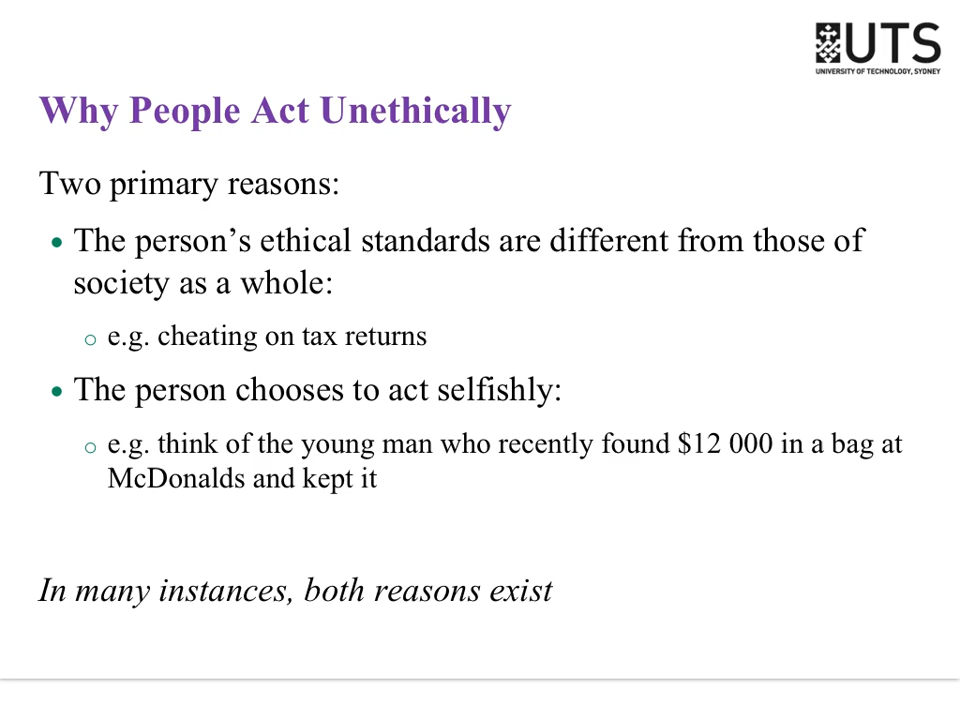 UTS
UNIVERSITY OF TECHNOLOGY, SYDNEY
Why People Act Unethically
Two primary reasons:
• The person’s ethical standards are different from those of
society as a whole:
o e.g. cheating on tax returns
• The person chooses to act selfishly:
o e.g. think of the young man who recently found $12 000 in a bag at
McDonalds and kept it
In many instances, both reasons exist